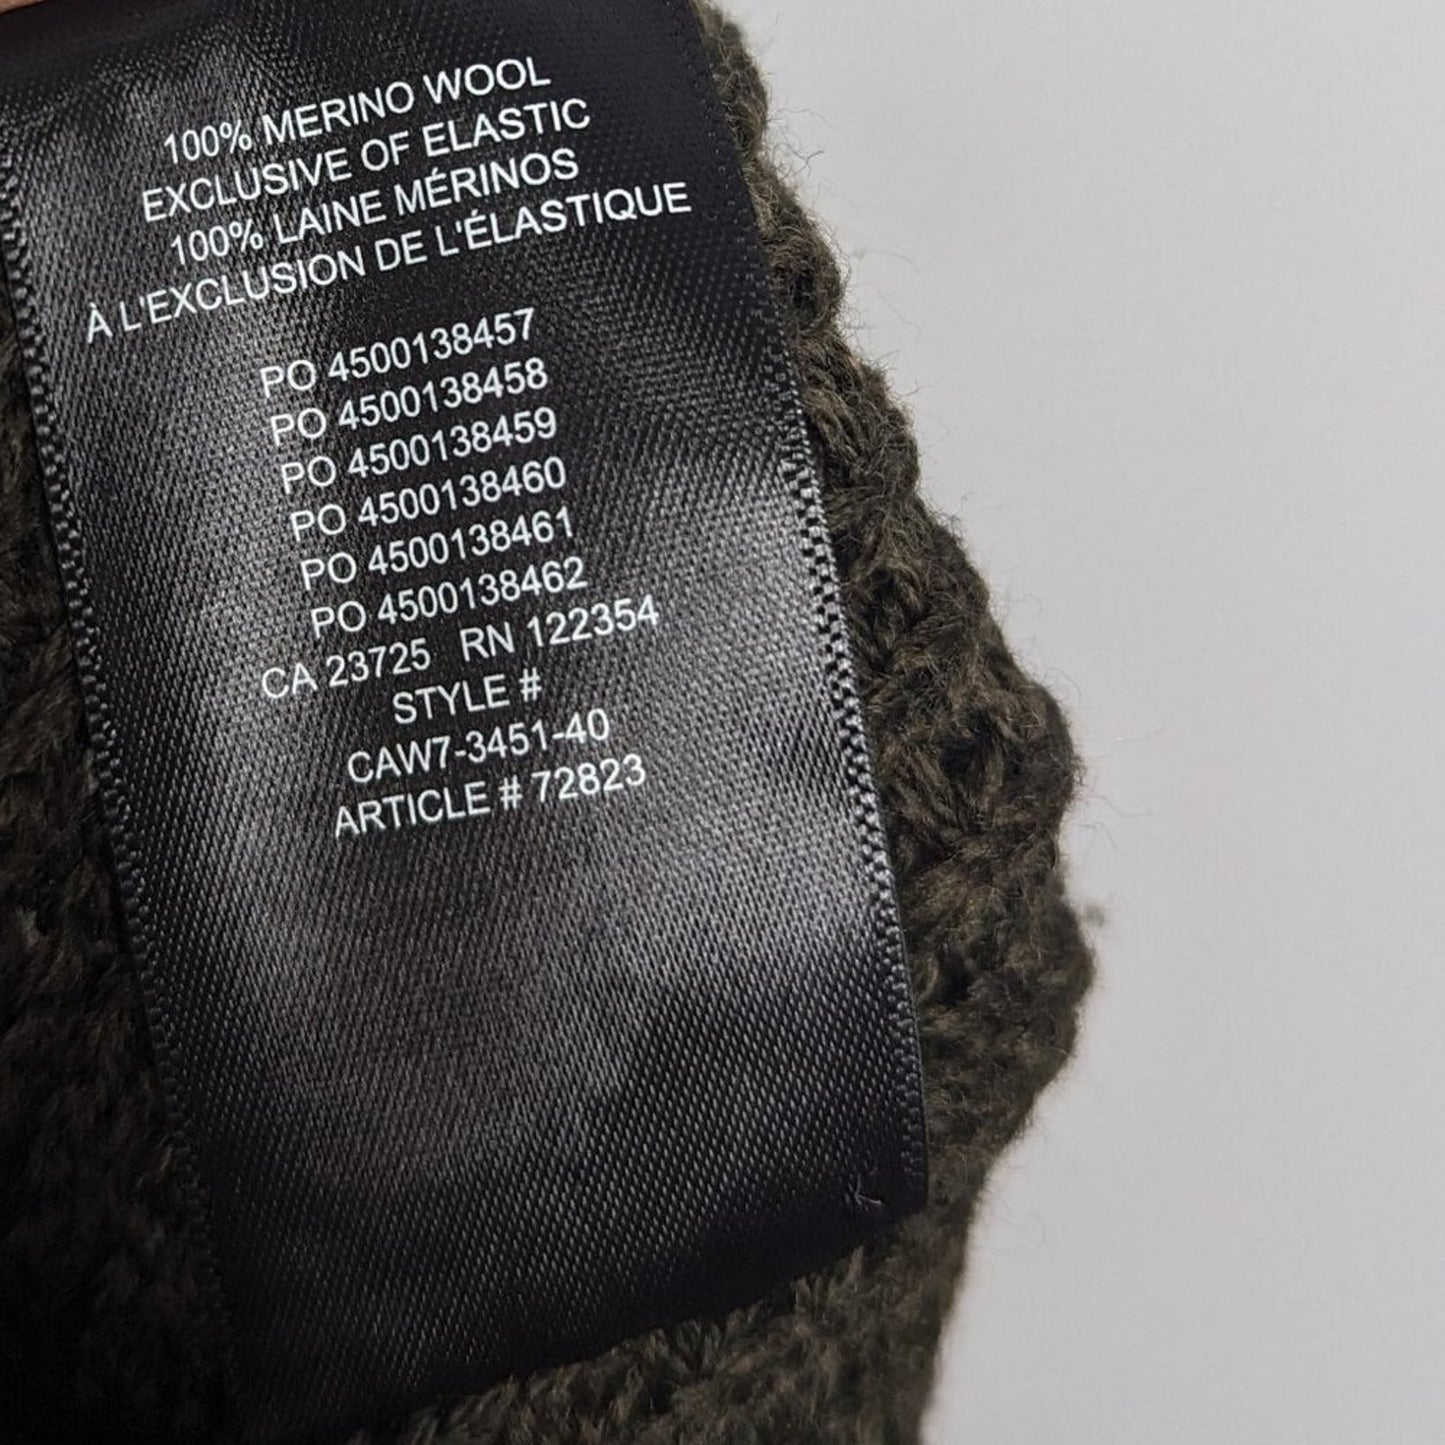 100% MERINO WOOL
EXCLUSIVE OF ELASTIC
100% LAINE MÉRINOS
À L'EXCLUSION DE L'ÉLASTIQUE
PO 4500138457
PO 4500138458
PO 4500138459
PO 4500138460
PO 4500138461
PO 4500138462
CA 23725 RN 122354
STYLE #
CAW7-3451-40
ARTICLE # 72823